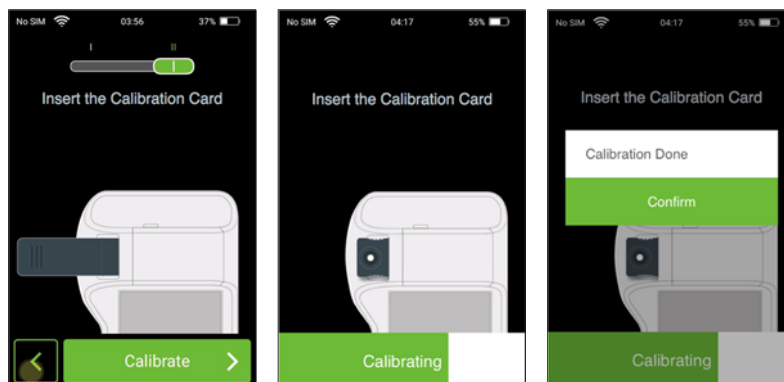 No SIM 03:56 37%
I II
Insert the Calibration Card
Calibrate
No SIM 04:17 55%
Insert the Calibration Card
Calibrating
No SIM 04:17 55%
Insert the Calibration Card
Calibration Done
Confirm
Calibrating